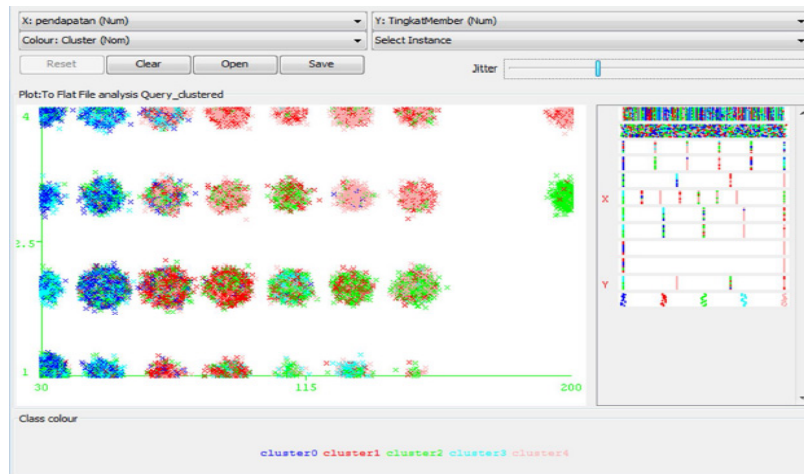 X: pendapatan (Num) Y: TingkatMember (Num)
Colour: Cluster (Nom) Select Instance
Reset Clear Open Save Jitter
Plot:To Flat File analysis Query_clustered
4
2.5
1
30 115 200
X
Y
Class colour
cluster0 cluster1 cluster2 cluster3 cluster4